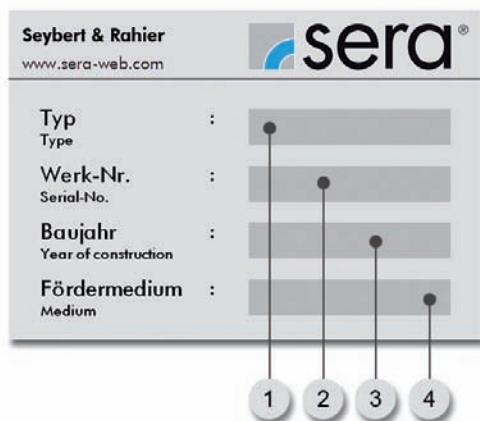 Seybert & Rahier
www.sera-web.com
sera®
Typ :
Type
Werk-Nr. :
Serial-No.
Baujahr :
Year of construction
Fördermedium :
Medium
1 2 3 4